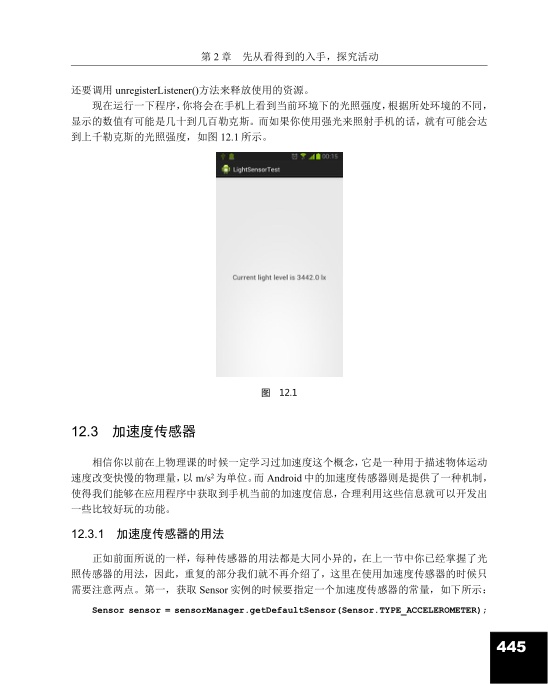 第 2 章　先从看得到的入手，探究活动
还要调用 unregisterListener()方法来释放使用的资源。
现在运行一下程序，你将会在手机上看到当前环境下的光照强度，根据所处环境的不同，
显示的数值有可能是几十到几百勒克斯。而如果你使用强光来照射手机的话，就有可能会达
到上千勒克斯的光照强度，如图 12.1 所示。
00:15
LightSensorTest
Current light level is 3442.0 lx
图　12.1
12.3　加速度传感器
相信你以前在上物理课的时候一定学习过加速度这个概念，它是一种用于描述物体运动
速度改变快慢的物理量，以 m/s² 为单位。而 Android 中的加速度传感器则是提供了一种机制，
使得我们能够在应用程序中获取到手机当前的加速度信息，合理利用这些信息就可以开发出
一些比较好玩的功能。
12.3.1　加速度传感器的用法
正如前面所说的一样，每种传感器的用法都是大同小异的，在上一节中你已经掌握了光
照传感器的用法，因此，重复的部分我们就不再介绍了，这里在使用加速度传感器的时候只
需要注意两点。第一，获取 Sensor 实例的时候要指定一个加速度传感器的常量，如下所示：
Sensor sensor = sensorManager.getDefaultSensor(Sensor.TYPE_ACCELEROMETER);
445